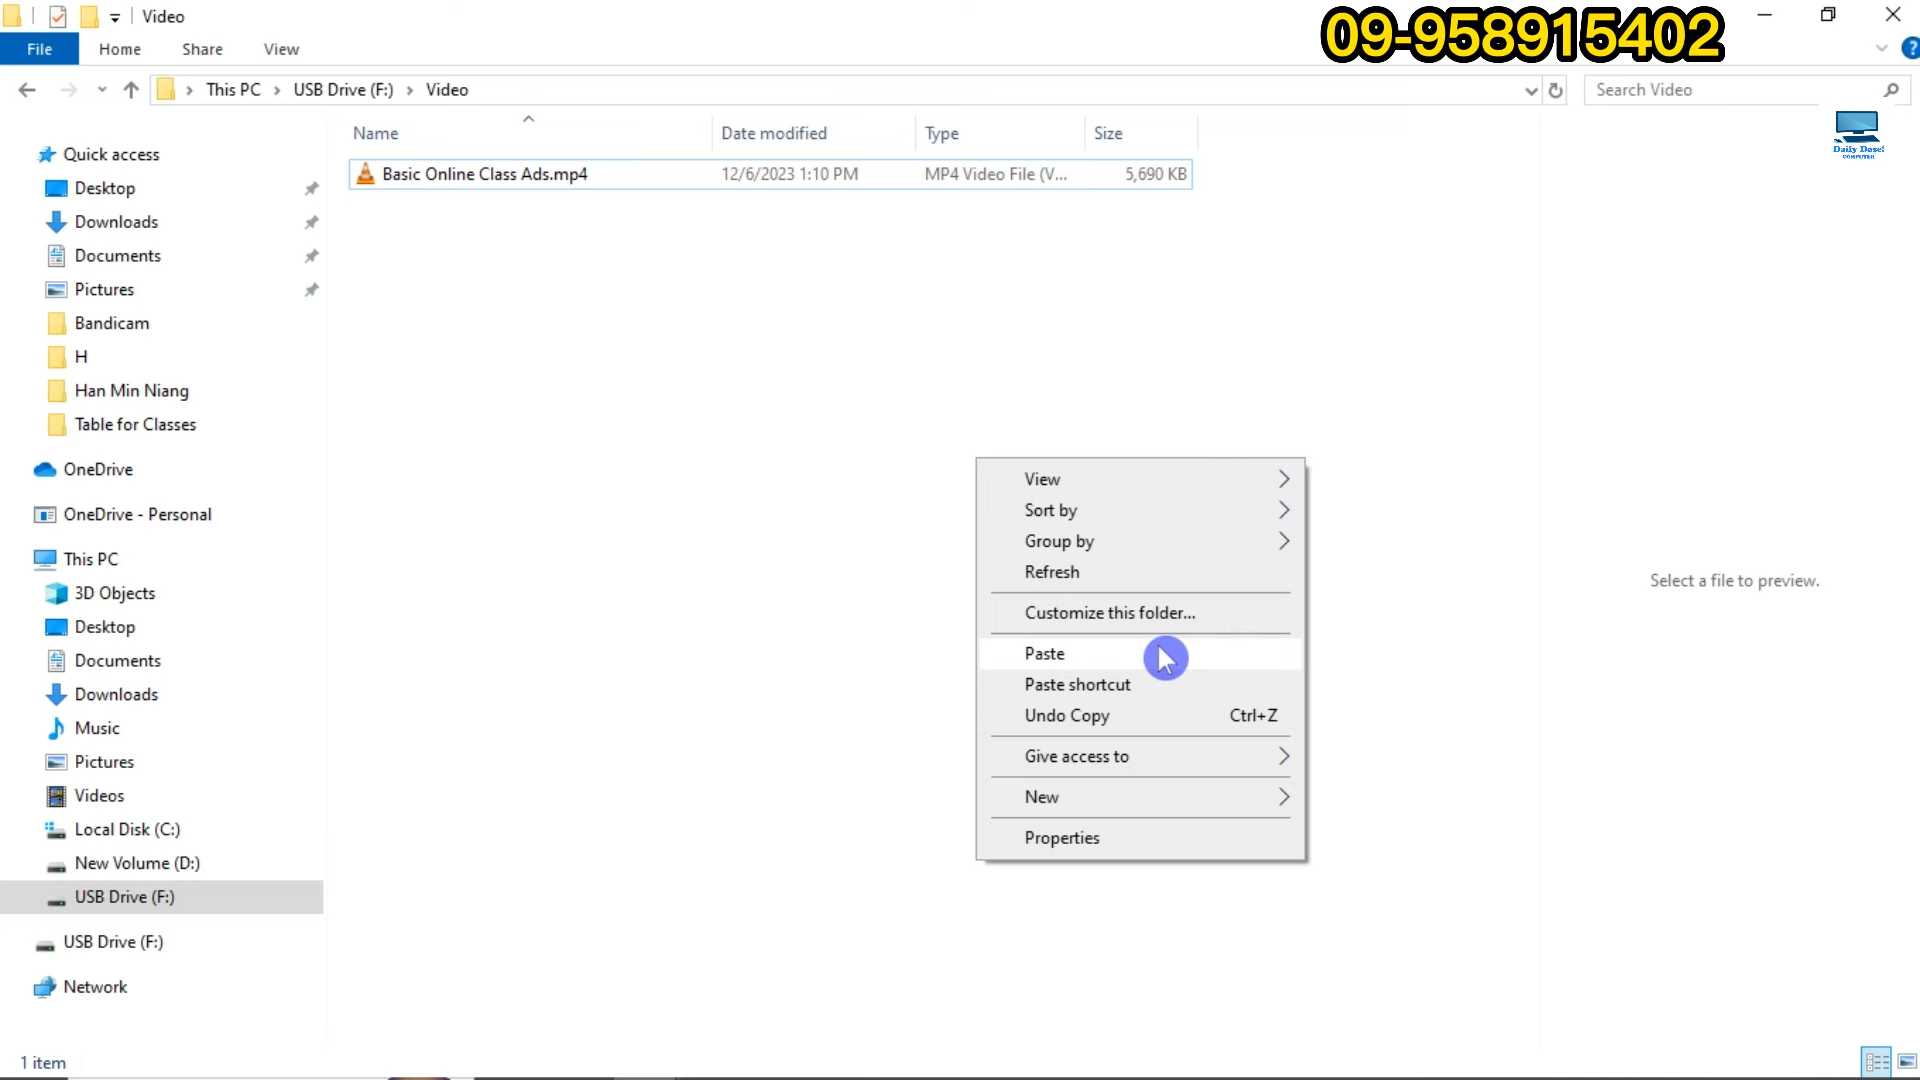 Video
09-958915402
File Home Share View
This PC > USB Drive (F:) > Video
Search Video
Name Date modified Type Size
Basic Online Class Ads.mp4 12/6/2023 1:10 PM MP4 Video File (V... 5,690 KB
Daily Dose!
COMPUTER
Quick access
Desktop
Downloads
Documents
Pictures
Bandicam
H
Han Min Niang
Table for Classes
OneDrive
OneDrive - Personal
This PC
3D Objects
Desktop
Documents
Downloads
Music
Pictures
Videos
Local Disk (C:)
New Volume (D:)
USB Drive (F:)
USB Drive (F:)
Network
View
Sort by
Group by
Refresh
Customize this folder...
Paste
Paste shortcut
Undo Copy Ctrl+Z
Give access to
New
Properties
Select a file to preview.
1 item